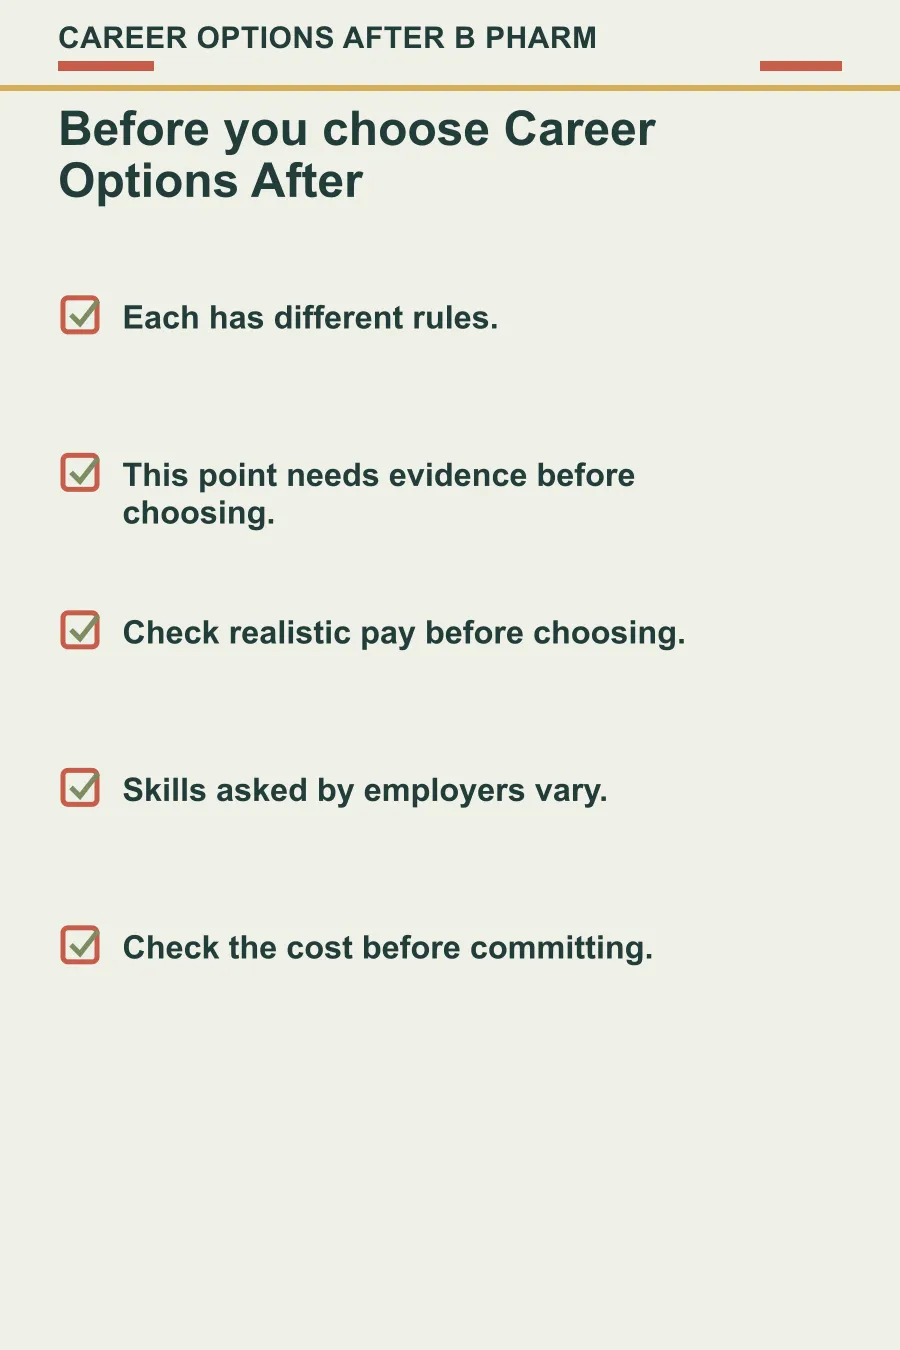 CAREER OPTIONS AFTER B PHARM
Before you choose Career
Options After
Each has different rules.
This point needs evidence before
choosing.
Check realistic pay before choosing.
Skills asked by employers vary.
Check the cost before committing.